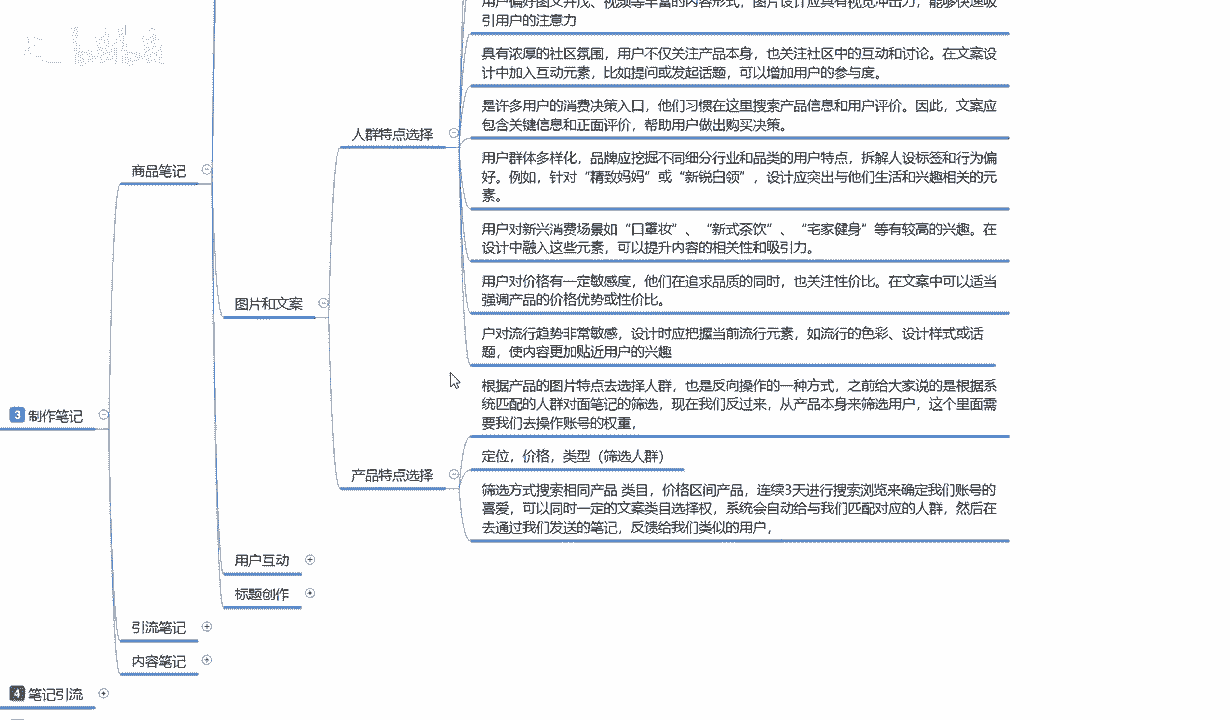 用户偏好图文并茂、视频等丰富的内容形式，图片设计应具有视觉冲击力，能够快速吸
引用户的注意力
具有浓厚的社区氛围，用户不仅关注产品本身，也关注社区中的互动和讨论。在文案设
计中加入互动元素，比如提问或发起话题，可以增加用户的参与度。
是许多用户的消费决策入口，他们习惯在这里搜索产品信息和用户评价。因此，文案应
包含关键信息和正面评价，帮助用户做出购买决策。
人群特点选择
用户群体多样化，品牌应挖掘不同细分行业和品类的用户特点，拆解人设标签和行为偏
好。例如，针对“精致妈妈”或“新锐白领”，设计应突出与他们生活和兴趣相关的元
素。
商品笔记
用户对新兴消费场景如“口罩妆”、“新式茶饮”、“宅家健身”等有较高的兴趣。在
设计中融入这些元素，可以提升内容的相关性和吸引力。
用户对价格有一定敏感度，他们在追求品质的同时，也关注性价比。在文案中可以适当
强调产品的价格优势或性价比。
图片和文案
户对流行趋势非常敏感，设计时应把握当前流行元素，如流行的色彩、设计样式或话
题，使内容更加贴近用户的兴趣
根据产品的图片特点去选择人群，也是反向操作的一种方式，之前给大家说的是根据系
统匹配的人群对面笔记的筛选，现在我们反过来，从产品本身来筛选用户，这个里面需
要我们去操作账号的权重，
3 制作笔记
定位，价格，类型（筛选人群）
产品特点选择
筛选方式搜索相同产品 类目，价格区间产品，连续3天进行搜索浏览来确定我们账号的
喜爱，可以同时一定的文案类目选择权，系统会自动给与我们匹配对应的人群，然后在
去通过我们发送的笔记，反馈给我们类似的用户，
用户互动
标题创作
引流笔记
内容笔记
4 笔记引流